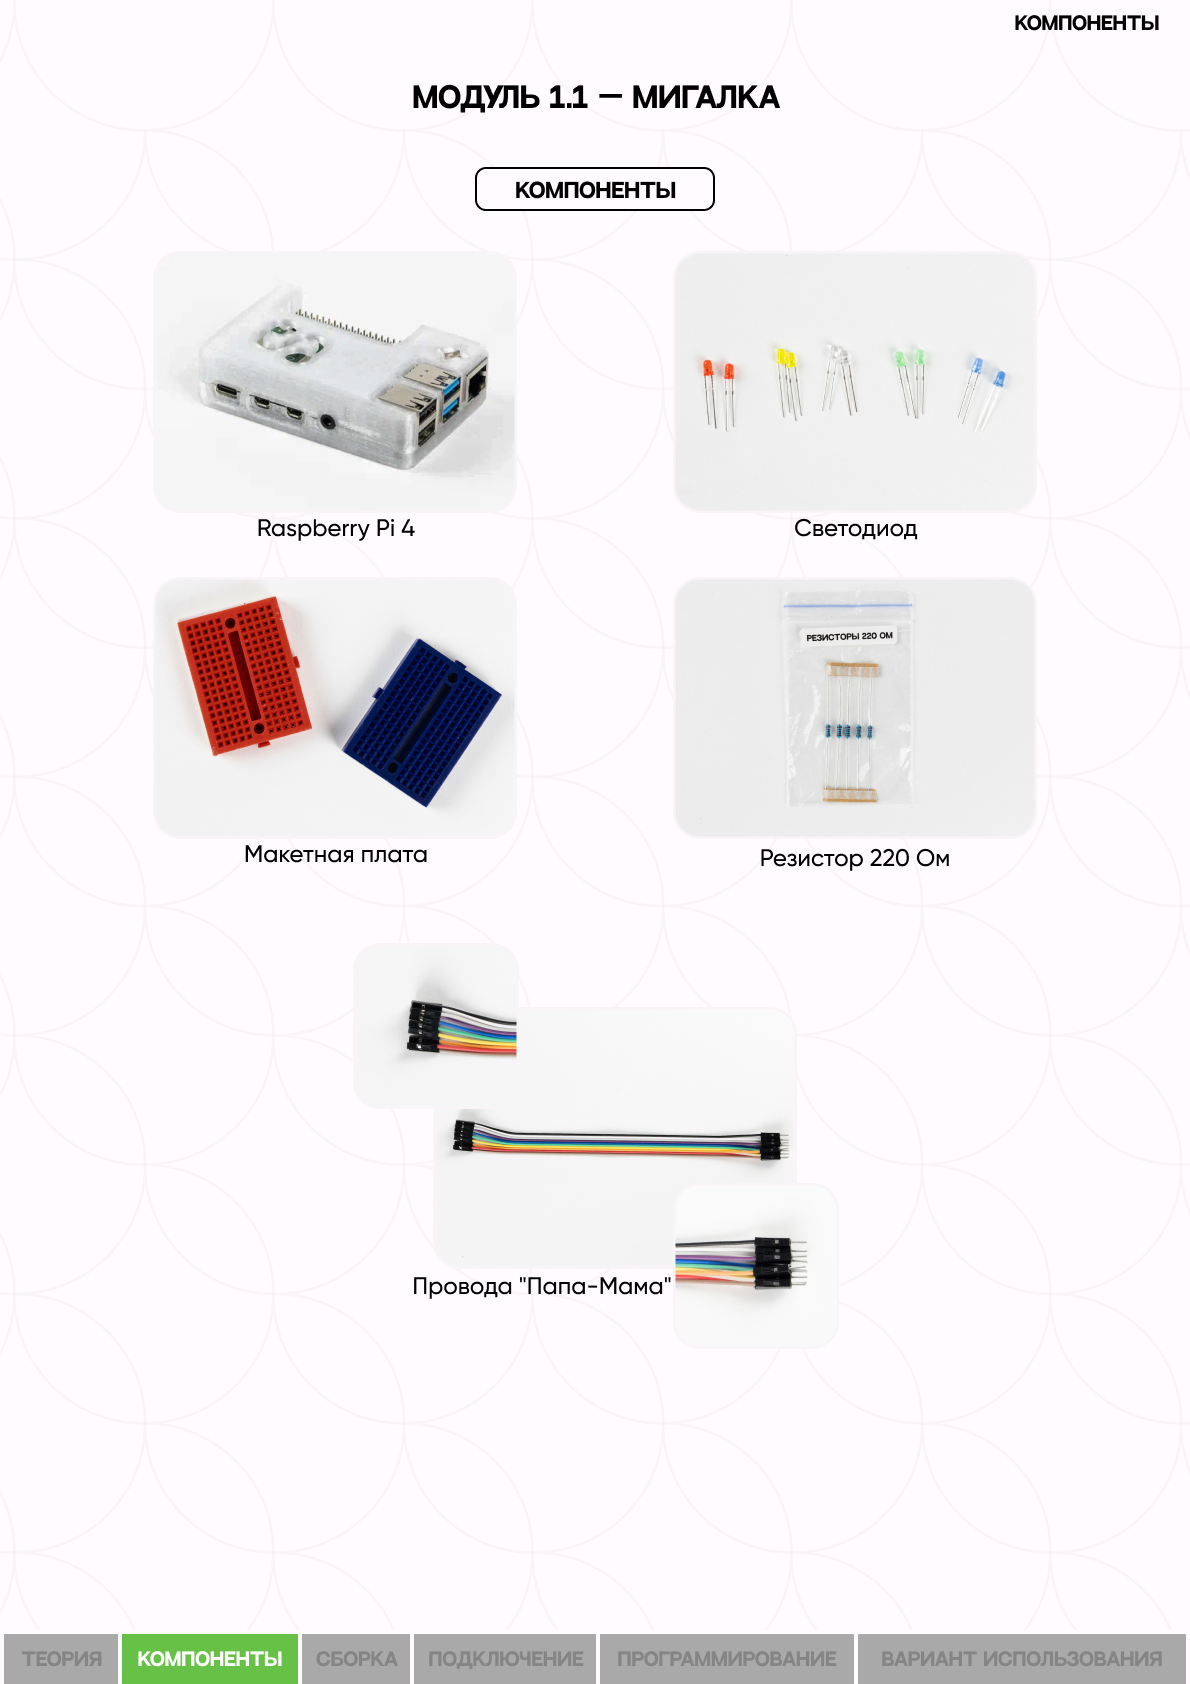 КОМПОНЕНТЫ
МОДУЛЬ 1.1 — МИГАЛКА
КОМПОНЕНТЫ
Raspberry Pi 4
Светодиод
РЕЗИСТОРЫ 220 ОМ
Макетная плата
Резистор 220 Ом
Провода "Папа-Мама"
ТЕОРИЯ КОМПОНЕНТЫ СБОРКА ПОДКЛЮЧЕНИЕ ПРОГРАММИРОВАНИЕ ВАРИАНТ ИСПОЛЬЗОВАНИЯ